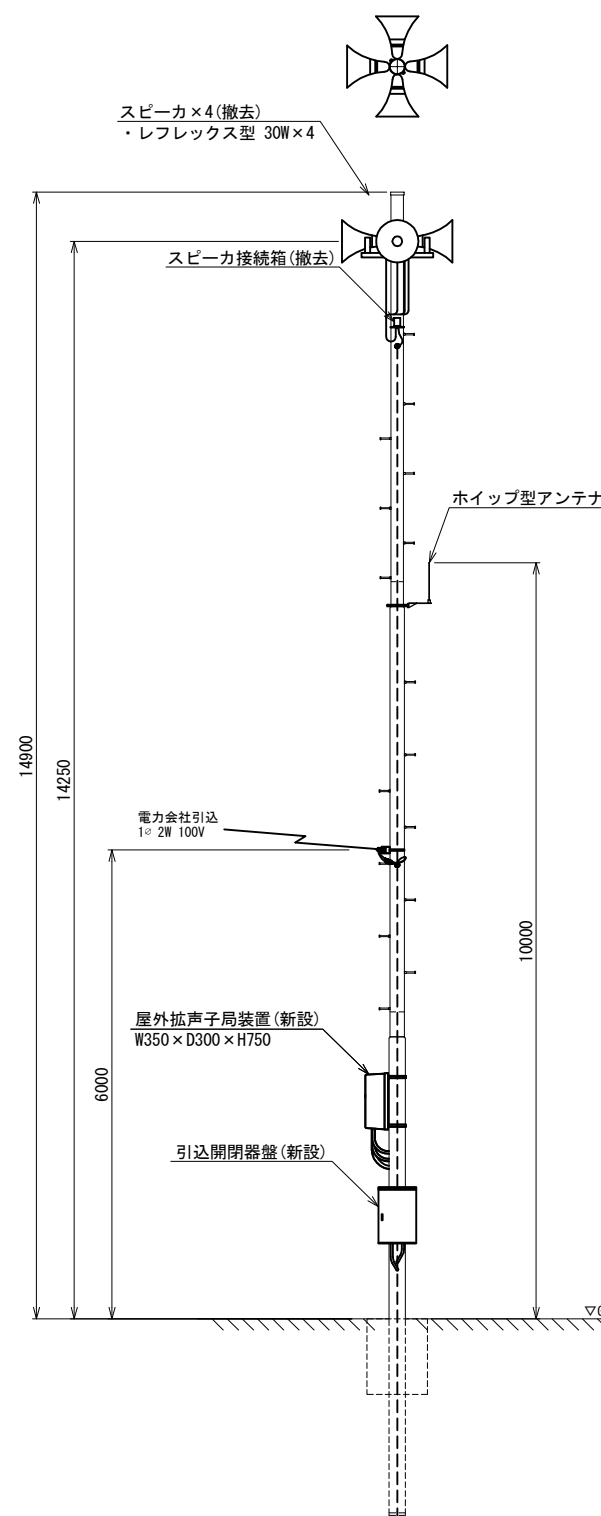 スピーカ×4(撤去)
・レフレックス型 30W×4
スピーカ接続箱(撤去)
ホイップ型アンテナ
14900
14250
電力会社引込
1∅ 2W 100V
10000
屋外拡声子局装置(新設)
W350×D300×H750
6000
引込開閉器盤(新設)
▽G